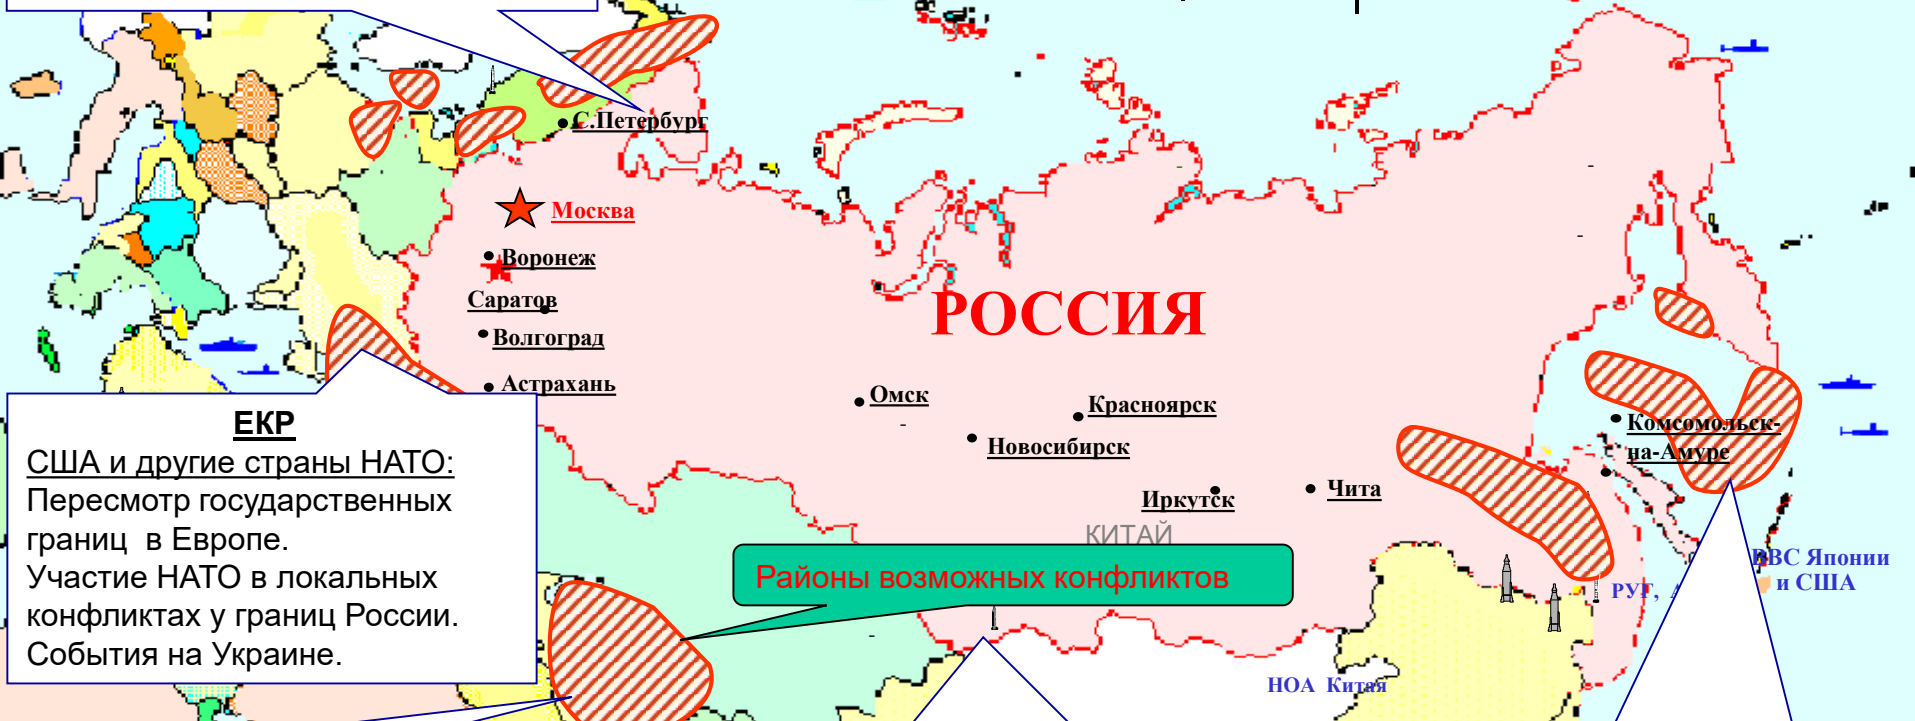 С.Петербург
Москва
Воронеж
Саратов
Волгоград
Астрахань
РОССИЯ
Омск
Красноярск
Новосибирск
Иркутск
Чита
Комсомольск-
на-Амуре
ЕКР
США и другие страны НАТО:
Пересмотр государственных
границ в Европе.
Участие НАТО в локальных
конфликтах у границ России.
События на Украине.
КИТАЙ
Районы возможных конфликтов
ВВС Японии
и США
РУГ,
НОА Китая